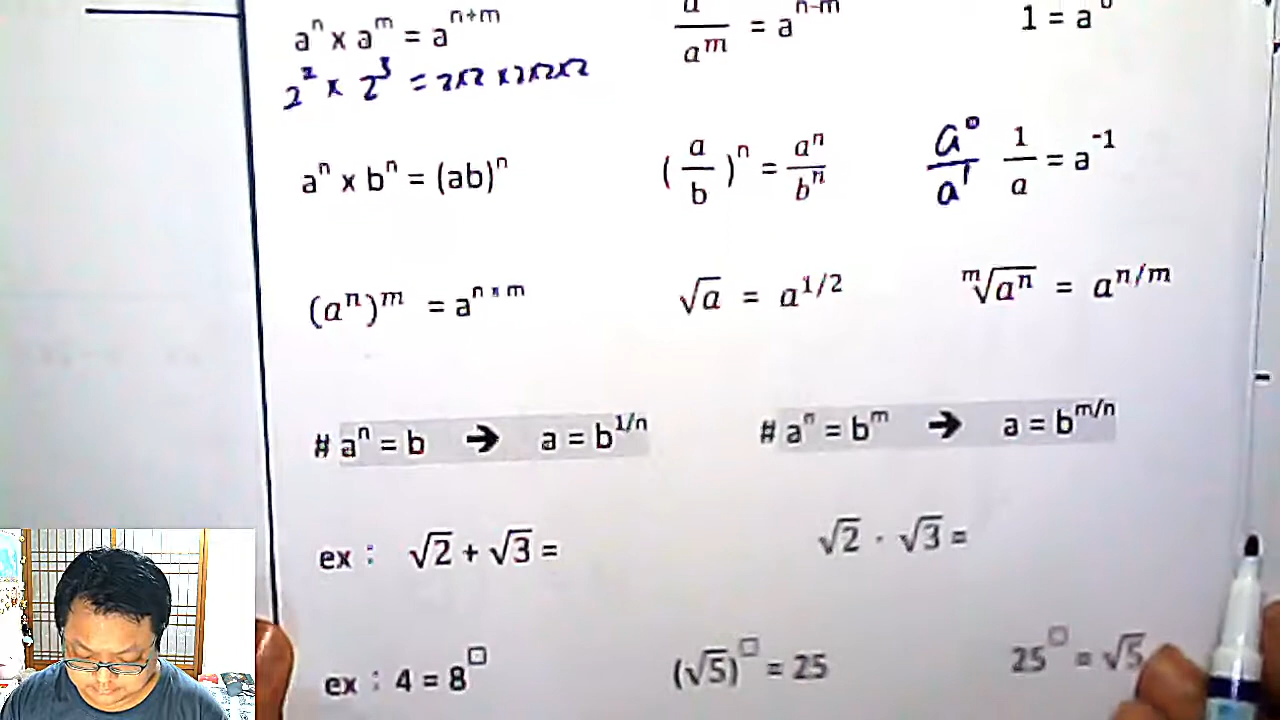 aⁿ x aᵐ = aⁿ⁺ᵐ a/aᵐ = aⁿ⁻ᵐ 1 = a⁰
2² x 2³ = 2x2 x2x2x2
aⁿ x bⁿ = (ab)ⁿ (a/b)ⁿ = aⁿ/bⁿ a⁰/a¹ 1/a = a⁻¹
(aⁿ)ᵐ = aⁿ*ᵐ √a = a^1/2 ᵐ√aⁿ = a^n/m
# aⁿ = b ➔ a = b^1/n # aⁿ = bᵐ ➔ a = b^m/n
ex : √2 + √3 = √2 · √3 =
ex : 4 = 8^□ (√5)^□ = 25 25^□ = √5